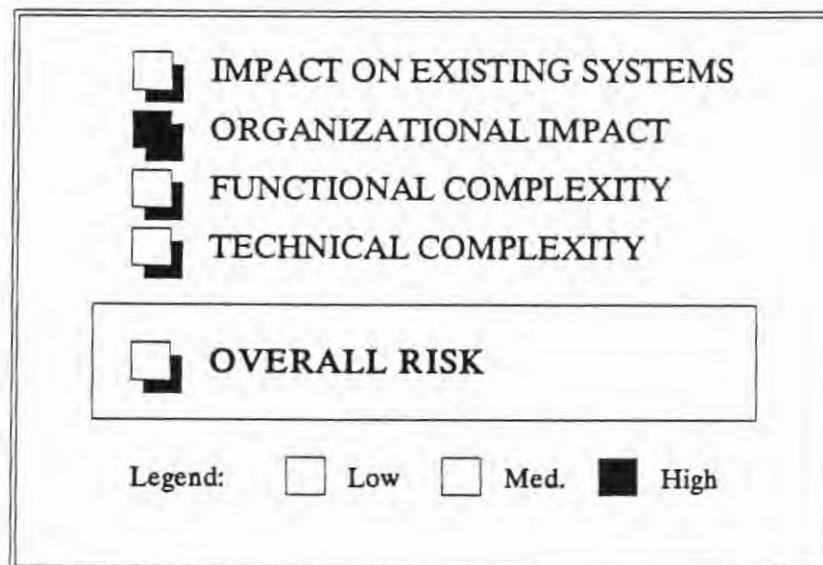 IMPACT ON EXISTING SYSTEMS
ORGANIZATIONAL IMPACT
FUNCTIONAL COMPLEXITY
TECHNICAL COMPLEXITY
OVERALL RISK
Legend: Low Med. High